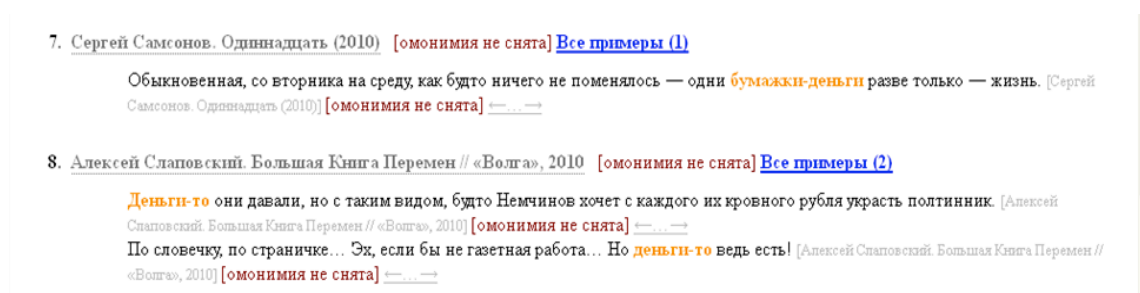 7. Сергей Самсонов. Одиннадцать (2010) [омонимия не снята] Все примеры (1)
Обыкновенная, со вторника на среду, как будто ничего не поменялось — одни бумажки-деньги разве только — жизнь. [Сергей
Самсонов. Одиннадцать (2010)] [омонимия не снята] ←…→
8. Алексей Слаповский. Большая Книга Перемен // «Волга», 2010 [омонимия не снята] Все примеры (2)
Деньги-то они давали, но с таким видом, будто Немчинов хочет с каждого их кровного рубля украсть полтинник. [Алексей
Слаповский. Большая Книга Перемен // «Волга», 2010] [омонимия не снята] ←…→
По словечку, по страничке… Эх, если бы не газетная работа… Но деньги-то ведь есть! [Алексей Слаповский. Большая Книга Перемен //
«Волга», 2010] [омонимия не снята] ←…→